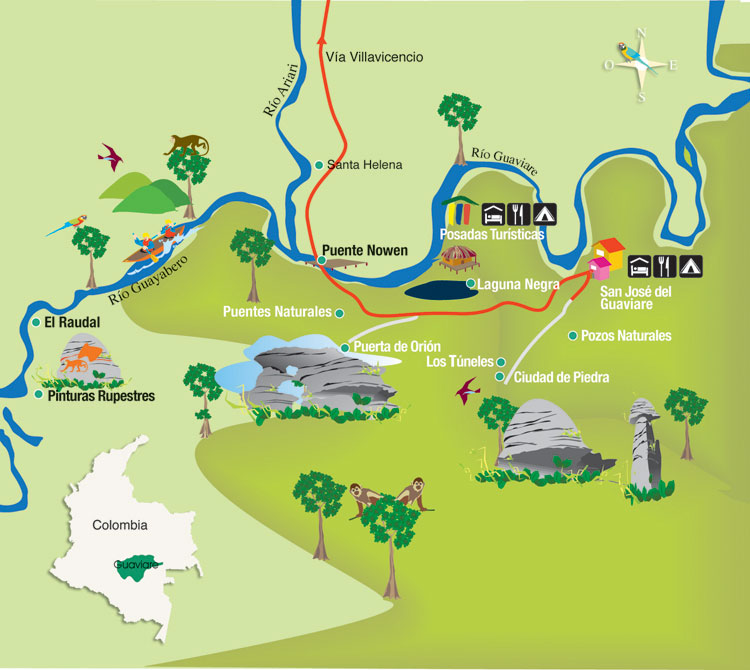 Vía Villavicencio
N
O
E
S
Río Ariari
Santa Helena
Río Guaviare
Posadas Turísticas
Puente Nowen
Río Guayabero
Laguna Negra
San José del
Guaviare
Puentes Naturales
El Raudal
Puerta de Orión
Pozos Naturales
Los Túneles
Ciudad de Piedra
Pinturas Rupestres
Colombia
Guaviare